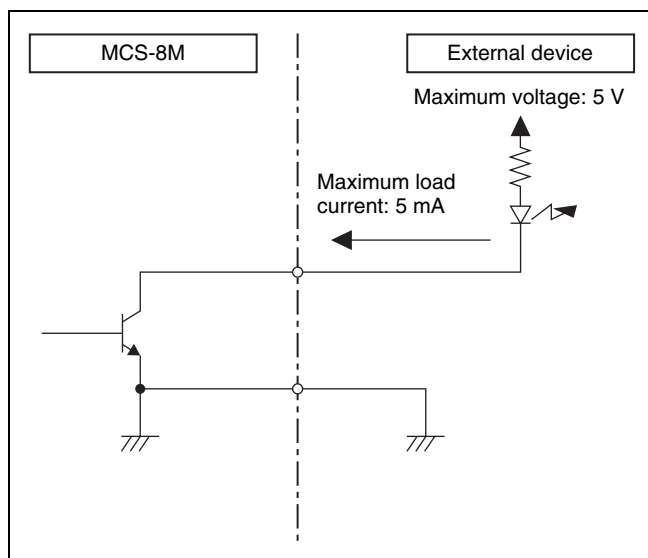 MCS-8M
External device
Maximum voltage: 5 V
Maximum load
current: 5 mA